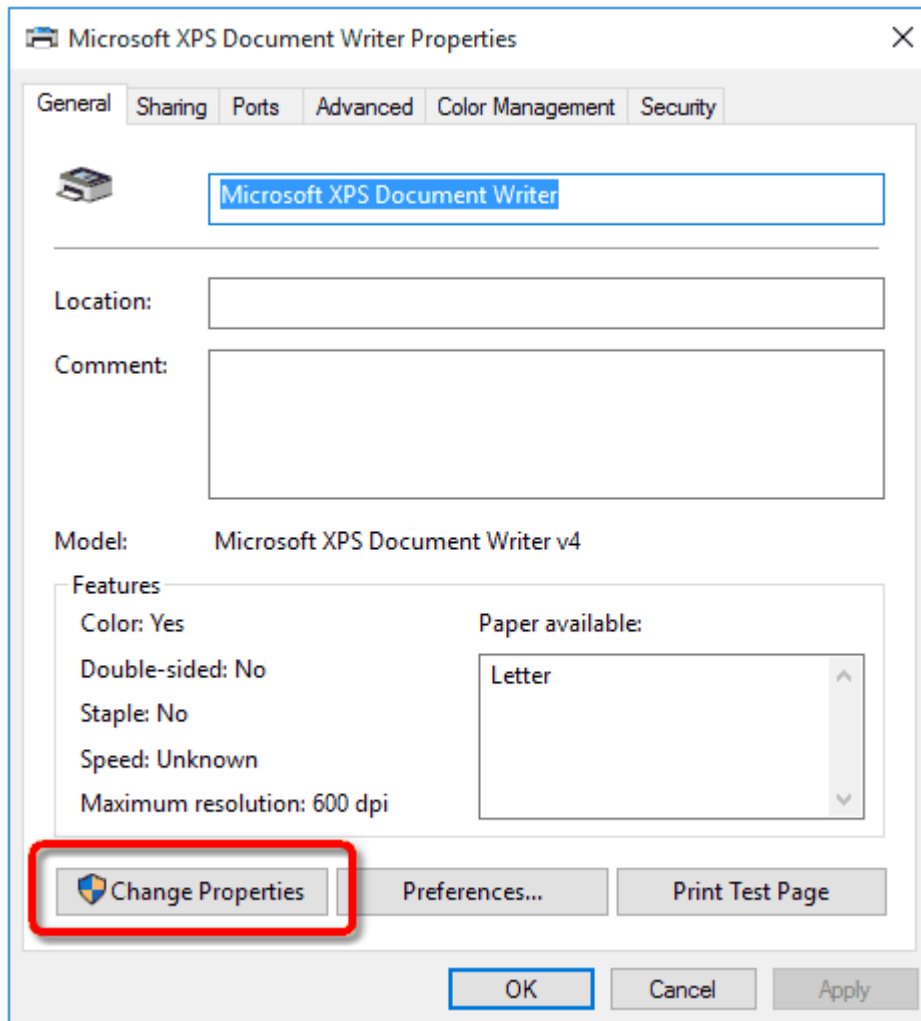 Microsoft XPS Document Writer Properties
General Sharing Ports Advanced Color Management Security
Microsoft XPS Document Writer
Location:
Comment:
Model: Microsoft XPS Document Writer v4
Features
Color: Yes Paper available:
Double-sided: No Letter
Staple: No
Speed: Unknown
Maximum resolution: 600 dpi
Change Properties Preferences... Print Test Page
OK Cancel Apply